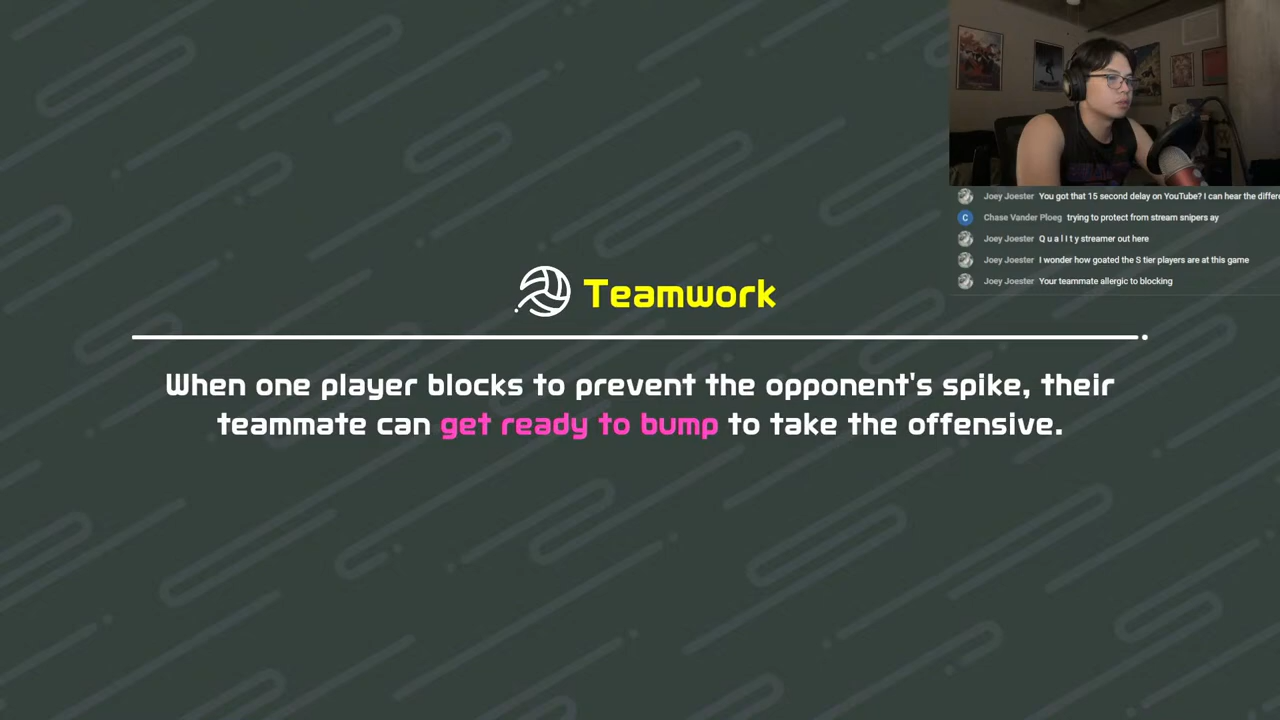 Joey Joester You got that 15 second delay on YouTube? I can hear the differe
C Chase Vander Ploeg trying to protect from stream snipers ay
Joey Joester Q u a l i t y streamer out here
Joey Joester I wonder how goated the S tier players are at this game
Joey Joester Your teammate allergic to blocking
Teamwork
When one player blocks to prevent the opponent's spike, their
teammate can get ready to bump to take the offensive.